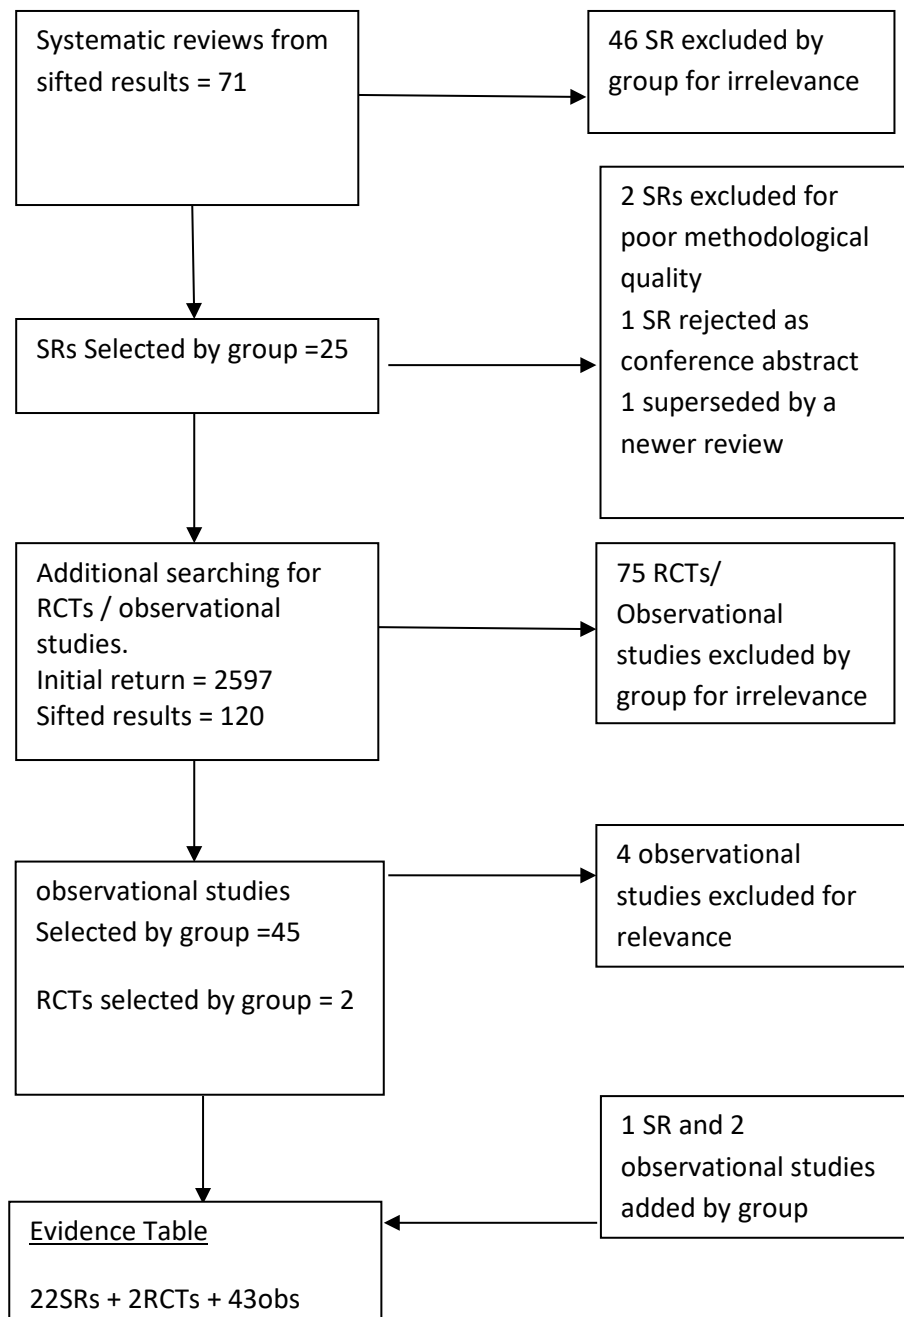 Systematic reviews from
sifted results = 71
46 SR excluded by
group for irrelevance
2 SRs excluded for
poor methodological
quality
1 SR rejected as
conference abstract
1 superseded by a
newer review
SRs Selected by group =25
Additional searching for
RCTs / observational
studies.
Initial return = 2597
Sifted results = 120
75 RCTs/
Observational
studies excluded by
group for irrelevance
observational studies
Selected by group =45
RCTs selected by group = 2
4 observational
studies excluded for
relevance
1 SR and 2
observational studies
added by group
Evidence Table
22SRs + 2RCTs + 43obs